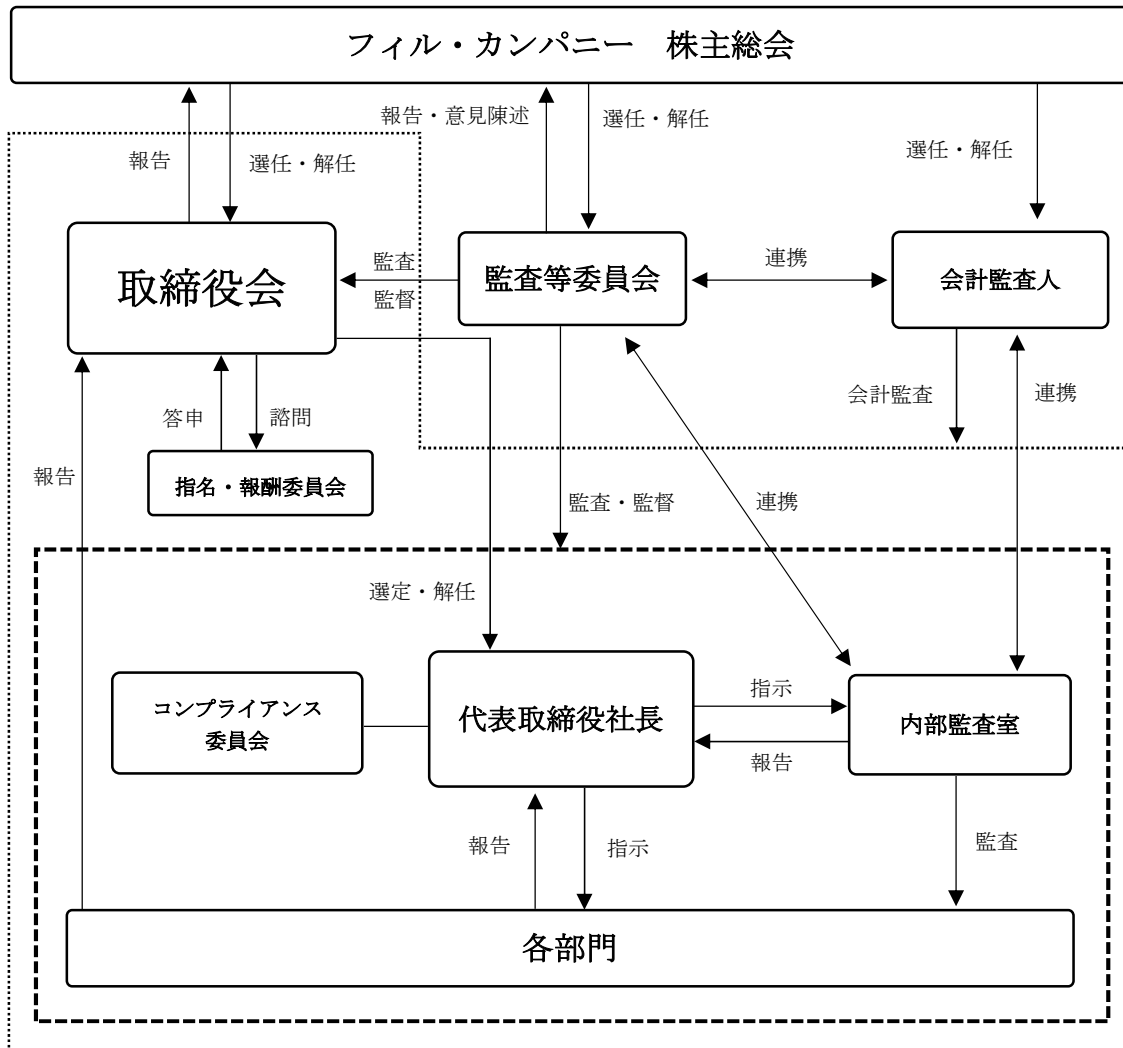 フィル・カンパニー　株主総会
報告・意見陳述
選任・解任
報告
選任・解任
選任・解任
取締役会
監査
監督
監査等委員会
連携
会計監査人
答申
諮問
会計監査
連携
報告
指名・報酬委員会
監査・監督
連携
選定・解任
コンプライアンス
委員会
代表取締役社長
指示
報告
内部監査室
報告
指示
監査
各部門